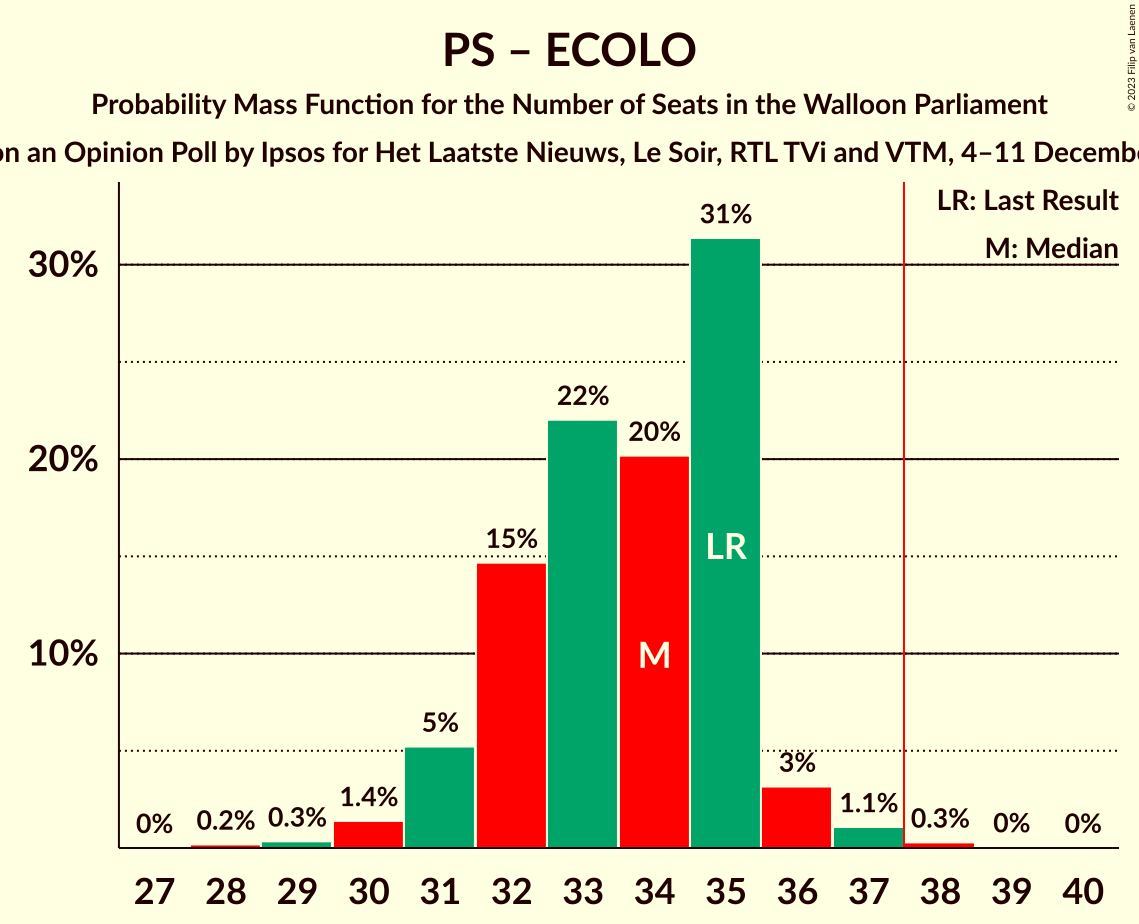 PS – ECOLO
Probability Mass Function for the Number of Seats in the Walloon Parliament
on an Opinion Poll by Ipsos for Het Laatste Nieuws, Le Soir, RTL TVi and VTM, 4–11
© 2023 Filip van Laenen
LR: Last Result
M: Median
30%
20%
10%
0%
0.2%
0.3%
1.4%
5%
15%
22%
20%
31%
3%
1.1%
0.3%
0%
0%
M
LR
27 28 29 30 31 32 33 34 35 36 37 38 39 40